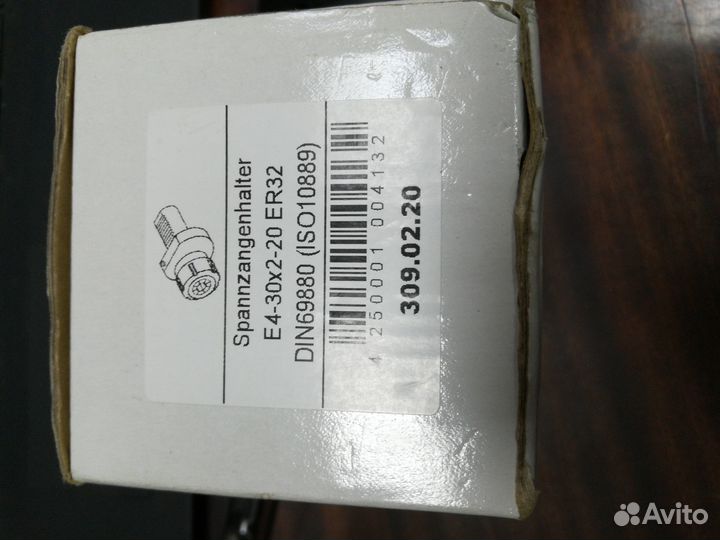 Spannzangenhalter
E4-30x2-20 ER32
DIN69880 (ISO10889)
4 250001 004132
309.02.20
Avito